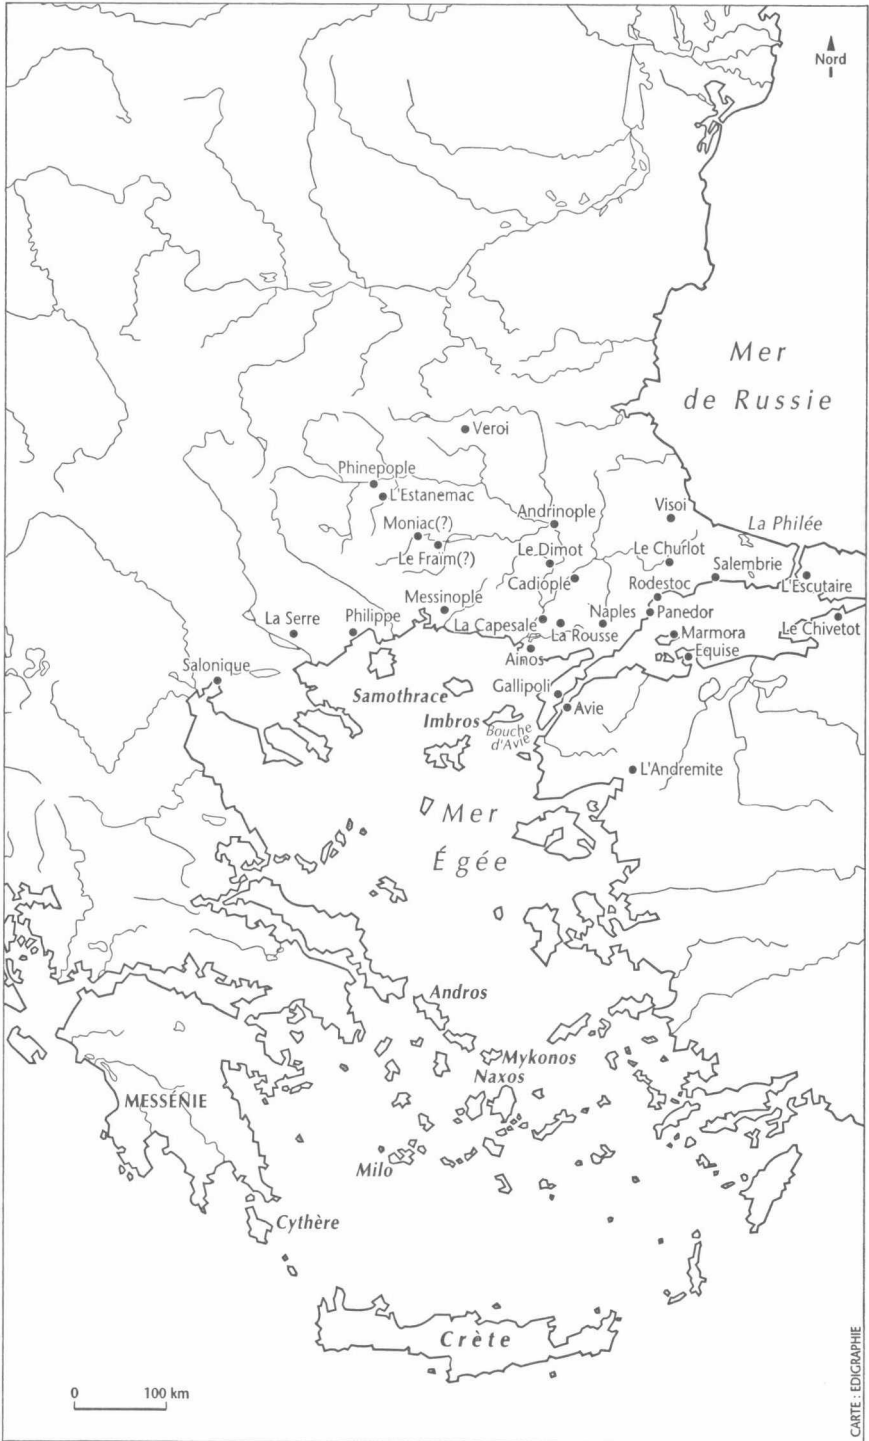 Nord
Mer
de Russie
Veroi
Phinepople
L'Estanemac
Andrinople
Visoi
La Philée
Moniac(?)
Le Fraïm(?)
Le Dimot
Le Churlot
Salembrie
Cadiople
Rodestoc
L'Escutaire
Messinople
La Serre
Philippe
La Capesale
La Rousse
Naples
Panedor
Marmora
Le Chivetot
Equise
Salonique
Ainos
Samothrace
Gallipoli
Avie
Imbros
Bouche
d'Avie
L'Andremite
Mer
Égée
Andros
Mykonos
Naxos
MESSÉNIE
Milo
Cythère
Crète
0 100 km
CARTE : EDIGRAPHIE